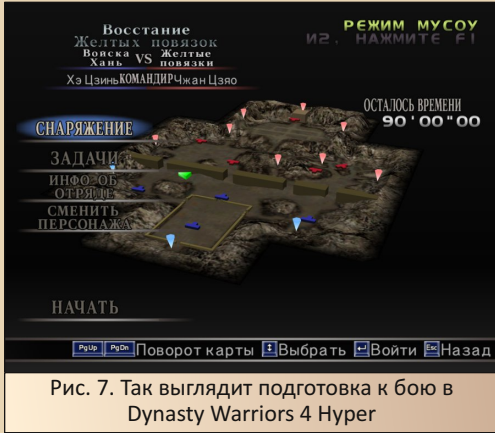 Восстание
Желтых повязок
Войска Хань VS Желтые повязки
Хэ Цзинь КОМАНДИР Чжан Цзяо
РЕЖИМ МУСОУ
И2. НАЖМИТЕ F1
ОСТАЛОСЬ ВРЕМЕНИ
90'00"00
СНАРЯЖЕНИЕ
ЗАДАЧИ
ИНФО ОБ
ОТРЯДЕ
СМЕНИТЬ
ПЕРСОНАЖА
НАЧАТЬ
PgUp PgDn Поворот карты ↕ Выбрать ↵ Войти Esc Назад
Рис. 7. Так выглядит подготовка к бою в
Dynasty Warriors 4 Hyper